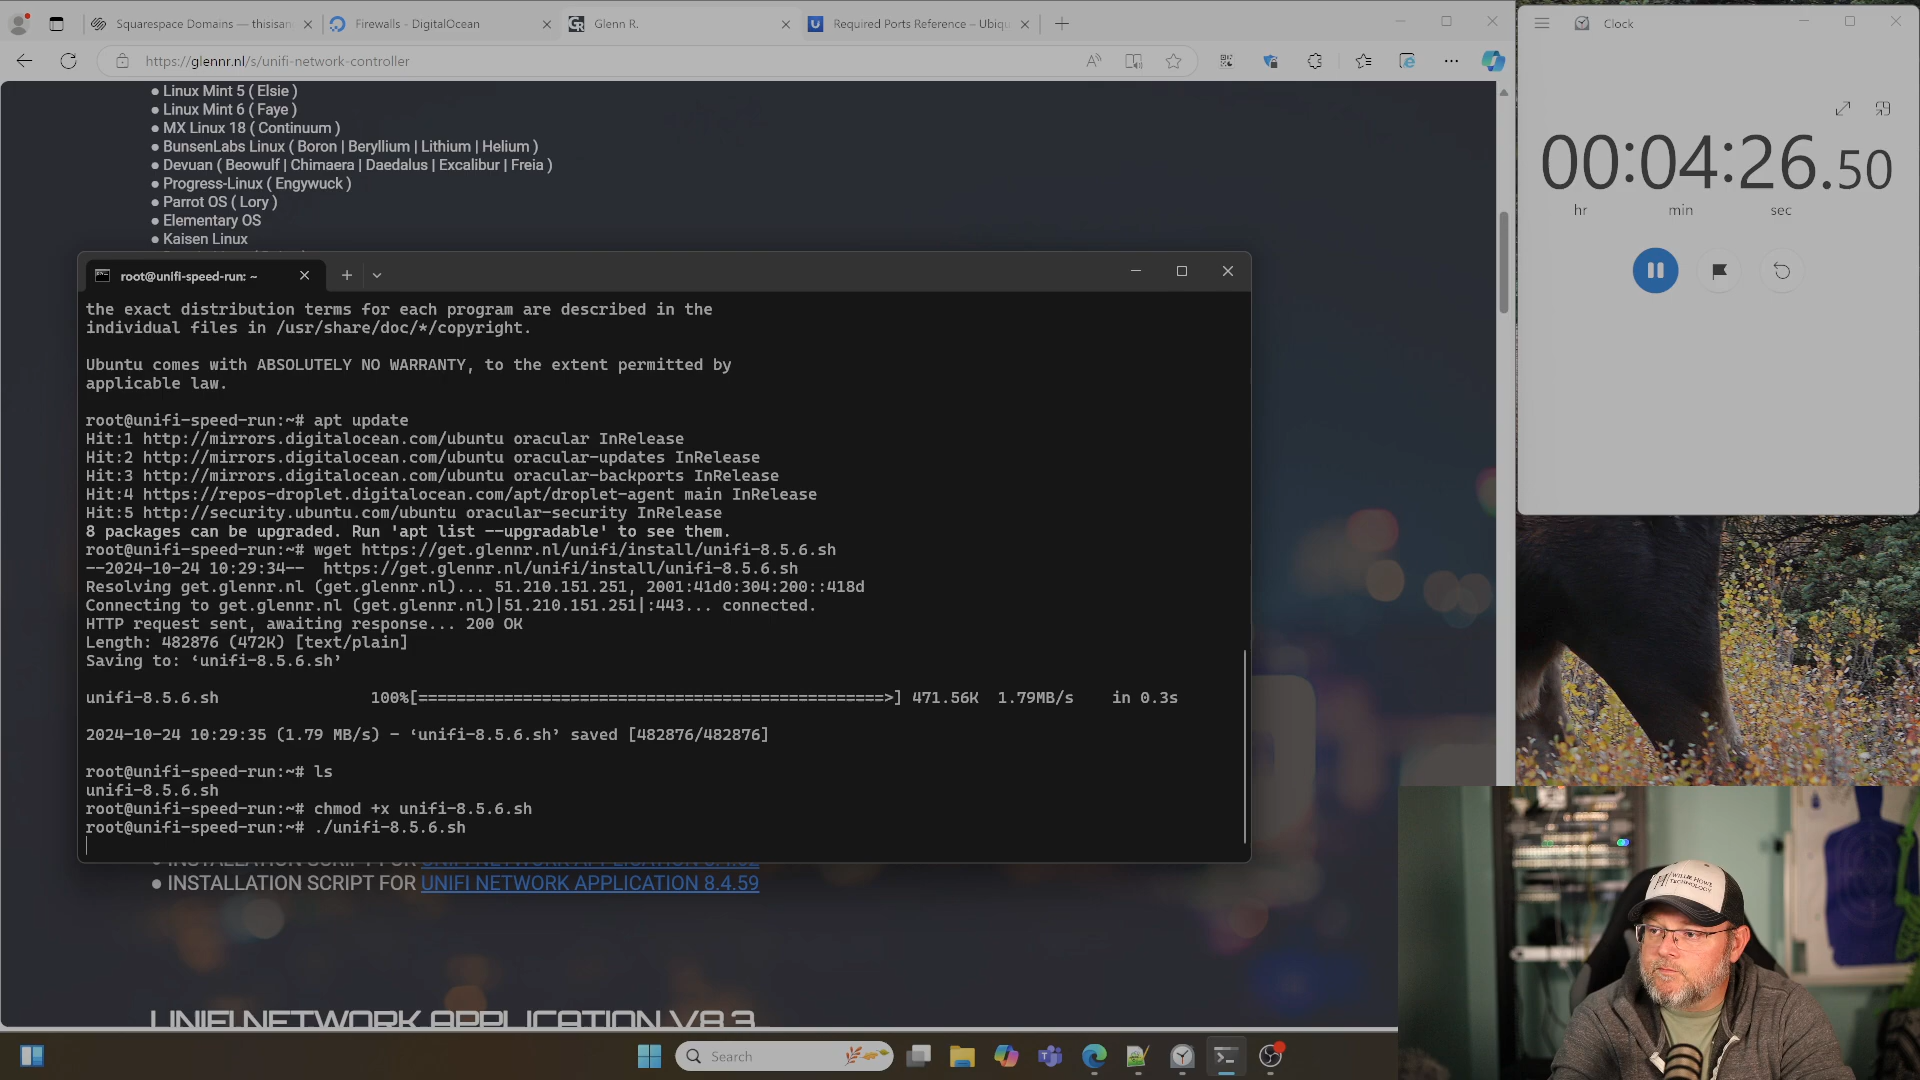 Squarespace Domains — thisisan
Firewalls - DigitalOcean
Glenn R.
Required Ports Reference – Ubiqu
https://glennr.nl/s/unifi-network-controller
● Linux Mint 5 ( Elsie )
● Linux Mint 6 ( Faye )
● MX Linux 18 ( Continuum )
● BunsenLabs Linux ( Boron | Beryllium | Lithium | Helium )
● Devuan ( Beowulf | Chimaera | Daedalus | Excalibur | Freia )
● Progress-Linux ( Engywuck )
● Parrot OS ( Lory )
● Elementary OS
● Kaisen Linux
root@unifi-speed-run: ~
the exact distribution terms for each program are described in the
individual files in /usr/share/doc/*/copyright.
Ubuntu comes with ABSOLUTELY NO WARRANTY, to the extent permitted by
applicable law.
root@unifi-speed-run:~# apt update
Hit:1 http://mirrors.digitalocean.com/ubuntu oracular InRelease
Hit:2 http://mirrors.digitalocean.com/ubuntu oracular-updates InRelease
Hit:3 http://mirrors.digitalocean.com/ubuntu oracular-backports InRelease
Hit:4 https://repos-droplet.digitalocean.com/apt/droplet-agent main InRelease
Hit:5 http://security.ubuntu.com/ubuntu oracular-security InRelease
8 packages can be upgraded. Run 'apt list --upgradable' to see them.
root@unifi-speed-run:~# wget https://get.glennr.nl/unifi/install/unifi-8.5.6.sh
--2024-10-24 10:29:34--  https://get.glennr.nl/unifi/install/unifi-8.5.6.sh
Resolving get.glennr.nl (get.glennr.nl)... 51.210.151.251, 2001:41d0:304:200::418d
Connecting to get.glennr.nl (get.glennr.nl)|51.210.151.251|:443... connected.
HTTP request sent, awaiting response... 200 OK
Length: 482876 (472K) [text/plain]
Saving to: ‘unifi-8.5.6.sh’
unifi-8.5.6.sh 100%[=================================================>] 471.56K 1.79MB/s in 0.3s
2024-10-24 10:29:35 (1.79 MB/s) - ‘unifi-8.5.6.sh’ saved [482876/482876]
root@unifi-speed-run:~# ls
unifi-8.5.6.sh
root@unifi-speed-run:~# chmod +x unifi-8.5.6.sh
root@unifi-speed-run:~# ./unifi-8.5.6.sh
● INSTALLATION SCRIPT FOR
● INSTALLATION SCRIPT FOR UNIFI NETWORK APPLICATION 8.4.59
UNIFI NETWORK APPLICATION V8.3
Clock
00:04:26.50
hr
min
sec
WILLIE HOWE
TECHNOLOGY
Search